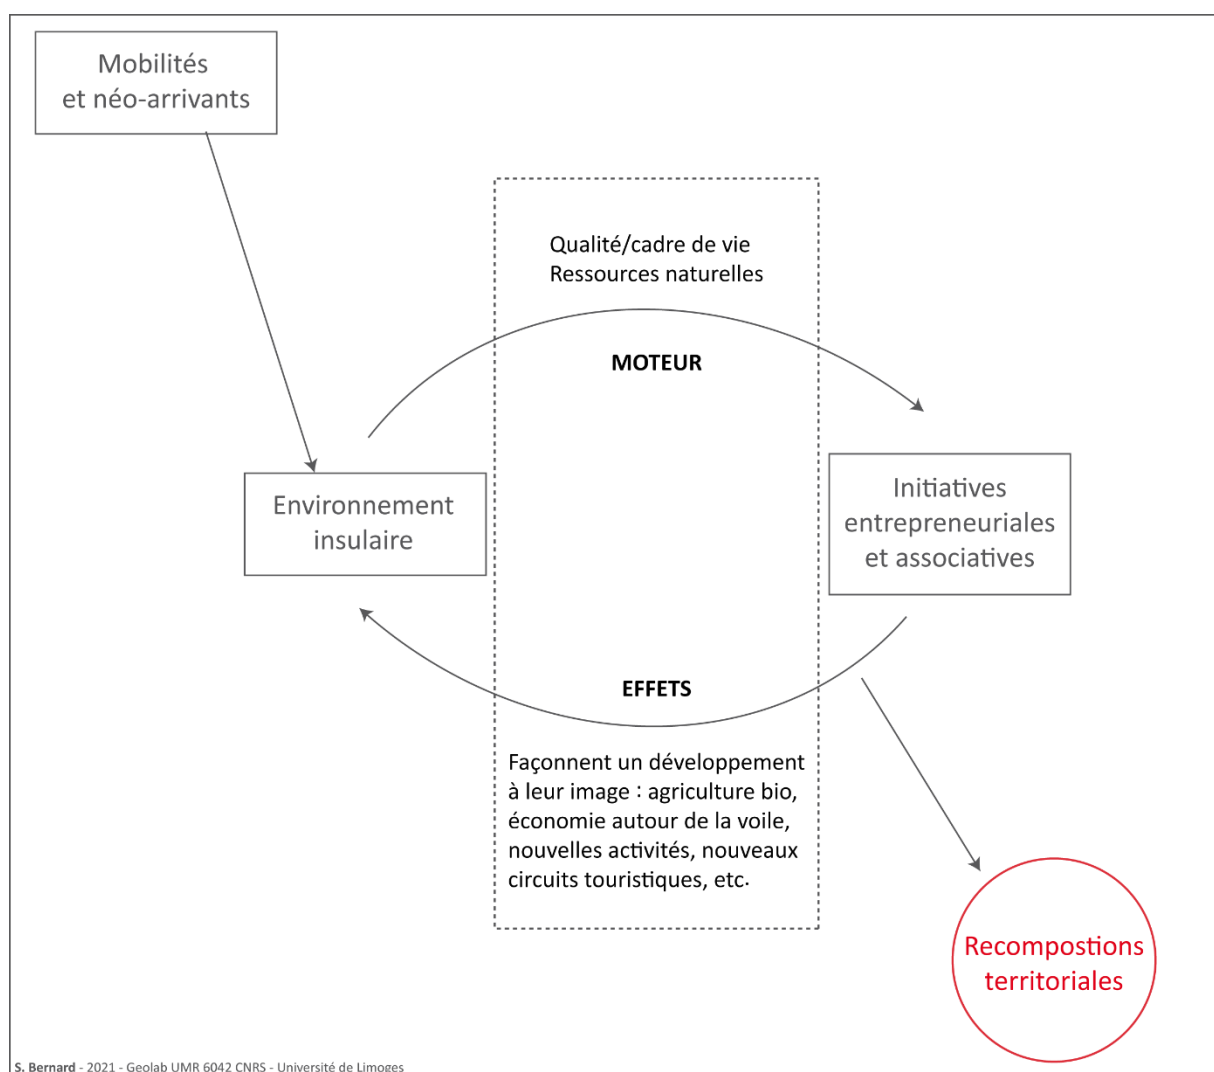 Mobilités
et néo-arrivants
Qualité/cadre de vie
Ressources naturelles
MOTEUR
Environnement
insulaire
Initiatives
entrepreneuriales
et associatives
EFFETS
Façonnent un développement
à leur image : agriculture bio,
économie autour de la voile,
nouvelles activités, nouveaux
circuits touristiques, etc.
Recompostions
territoriales
S. Bernard - 2021 - Geolab UMR 6042 CNRS - Université de Limoges